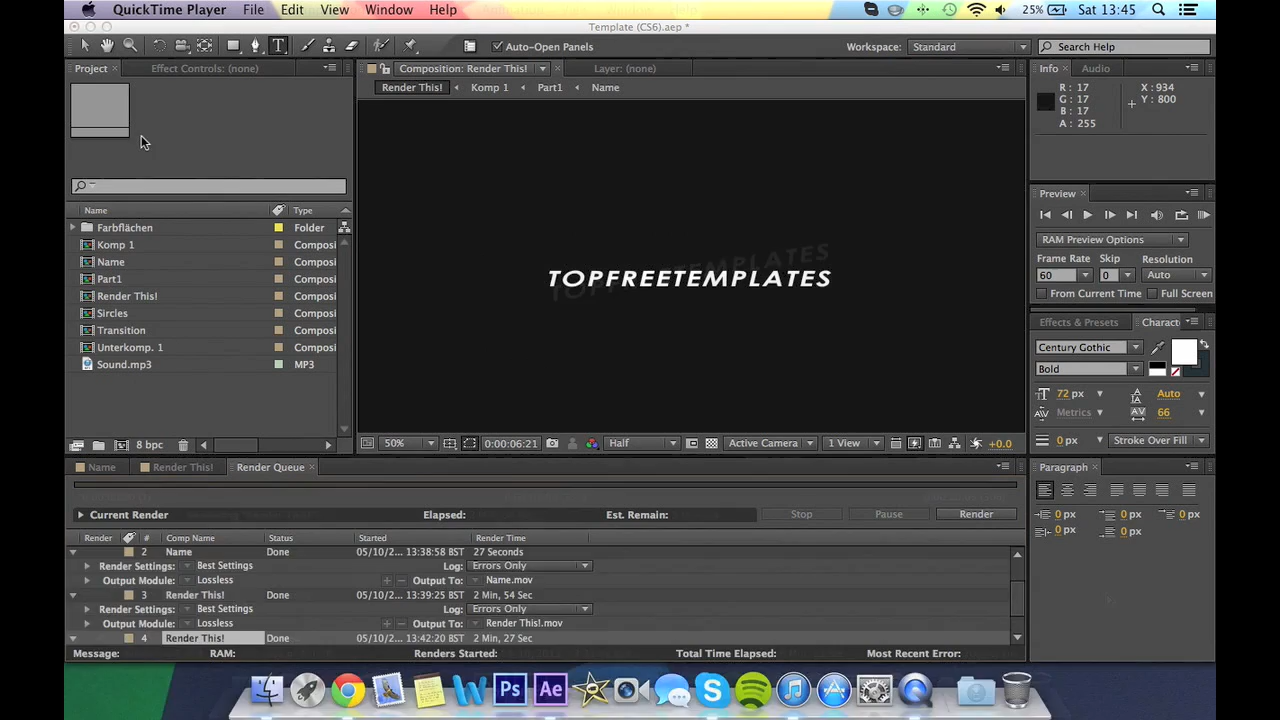 QuickTime Player File Edit View Window Help 25% Sat 13:45
Template (CS6).aep *
Auto-Open Panels Workspace: Standard Search Help
Project Effect Controls: (none) Composition: Render This! Layer: (none) Info Audio
Render This! Komp 1 Part1 Name
R: 17 X: 934
G: 17 Y: 800
B: 17
A: 255
Preview
RAM Preview Options
Frame Rate Skip Resolution
60 0 Auto
From Current Time Full Screen
Name Type
Farbflächen Folder
Komp 1 Composi
Name Composi
Part1 Composi
Render This! Composi
Sircles Composi
Transition Composi
Unterkomp. 1 Composi
Sound.mp3 MP3
TOPFREETEMPLATES
TOPFREETEMPLATES
Effects & Presets Charact
Century Gothic
Bold
72 px Auto
Metrics 66
0 px Stroke Over Fill
8 bpc 50% 0:00:06:21 Half Active Camera 1 View +0.0
Name Render This! Render Queue
Paragraph
0 px 0 px 0 px
0 px 0 px
Current Render Elapsed: Est. Remain: Stop Pause Render
Render # Comp Name Status Started Render Time
2 Name Done 05/10/2... 13:38:58 BST 27 Seconds
Render Settings: Best Settings Log: Errors Only
Output Module: Lossless Output To: Name.mov
3 Render This! Done 05/10/2... 13:39:25 BST 2 Min, 54 Sec
Render Settings: Best Settings Log: Errors Only
Output Module: Lossless Output To: Render This!.mov
4 Render This! Done 05/10/2... 13:42:20 BST 2 Min, 27 Sec
Message: RAM: Renders Started: Total Time Elapsed: Most Recent Error:
Ps Ae